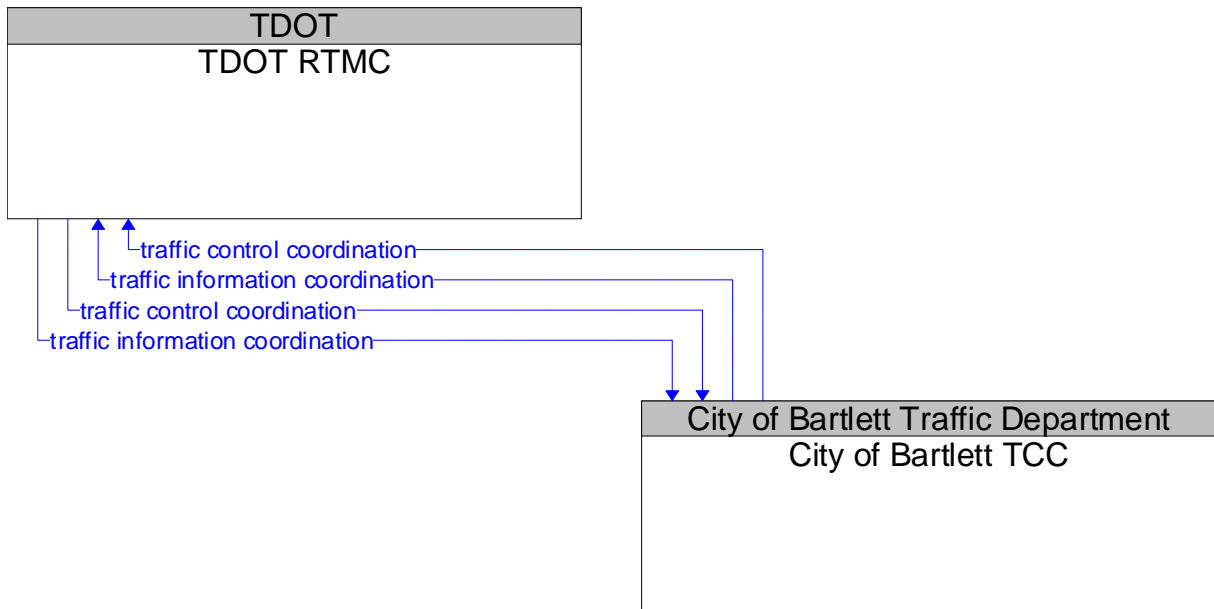 TDOT
TDOT RTMC
traffic control coordination
traffic information coordination
traffic control coordination
traffic information coordination
City of Bartlett Traffic Department
City of Bartlett TCC